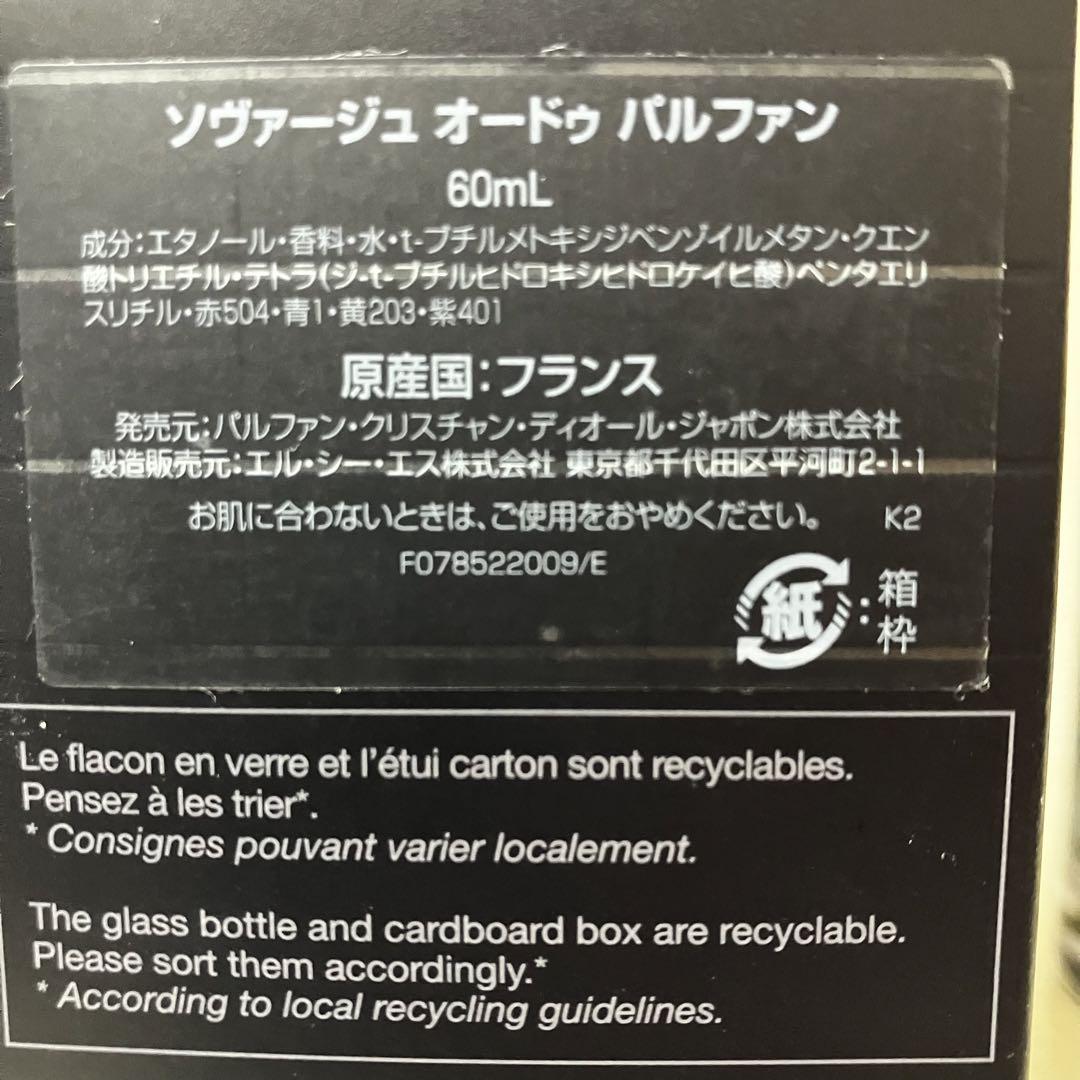 ソヴァージュ オードゥ パルファン
60mL
成分：エタノール・香料・水・t-ブチルメトキシジベンゾイルメタン・クエン
酸トリエチル・テトラ(ジ-t-ブチルヒドロキシヒドロケイヒ酸)ペンタエリ
スリチル・赤504・青1・黄203・紫401
原産国：フランス
発売元：パルファン・クリスチャン・ディオール・ジャポン株式会社
製造販売元：エル・シー・エス株式会社 東京都千代田区平河町2-1-1
お肌に合わないときは、ご使用をおやめください。 K2
F078522009/E
紙：箱
枠
Le flacon en verre et l'étui carton sont recyclables.
Pensez à les trier*.
* Consignes pouvant varier localement.
The glass bottle and cardboard box are recyclable.
Please sort them accordingly.*
* According to local recycling guidelines.